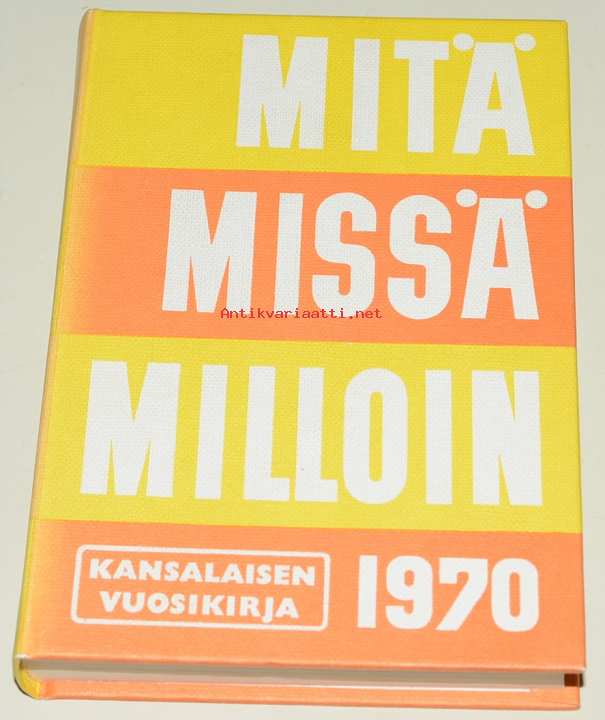 MITÄ
MISSÄ
Antikvariaatti.net
MILLOIN
KANSALAISEN
VUOSIKIRJA
1970